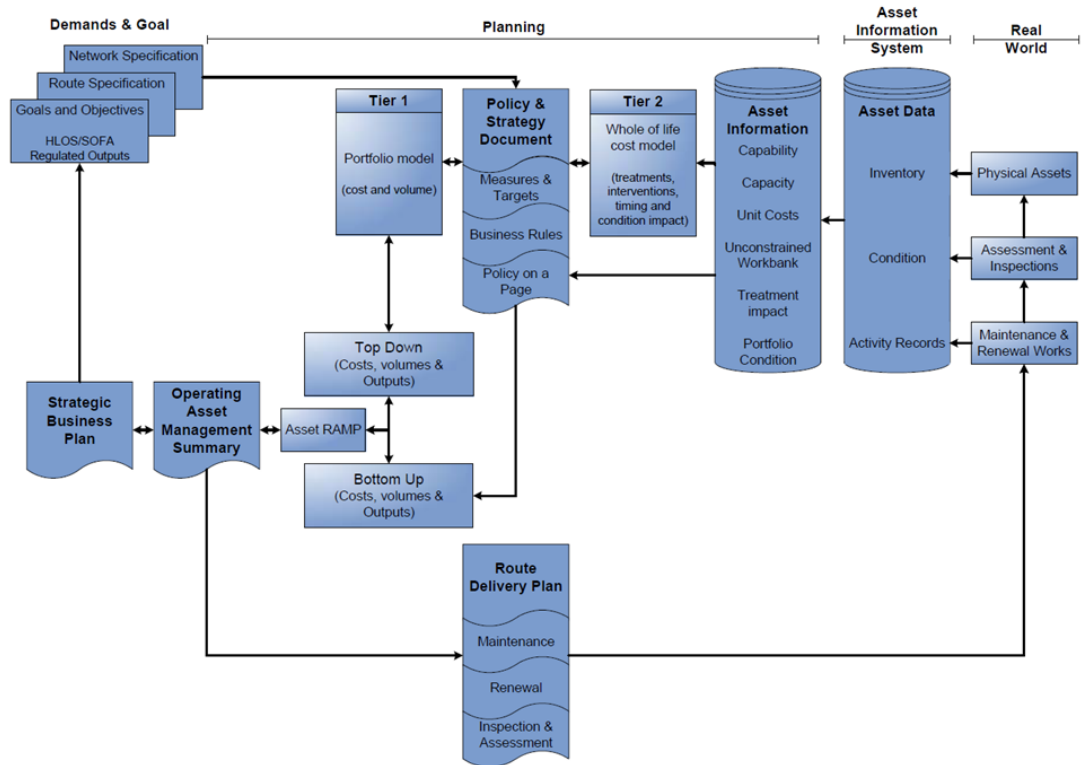 Demands & Goal
Planning
Asset
Information
System
Real
World
Network Specification
Route Specification
Goals and Objectives
HLOS/SOFA
Regulated Outputs
Tier 1
Portfolio model
(cost and volume)
Policy &
Strategy
Document
Measures &
Targets
Business Rules
Policy on a
Page
Tier 2
Whole of life
cost model
(treatments,
interventions,
timing and
condition impact)
Asset
Information
Capability
Capacity
Unit Costs
Unconstrained
Workbank
Treatment
impact
Portfolio
Condition
Asset Data
Inventory
Condition
Activity Records
Physical Assets
Assessment &
Inspections
Maintenance &
Renewal Works
Top Down
(Costs, volumes &
Outputs)
Strategic
Business
Plan
Operating
Asset
Management
Summary
Asset RAMP
Bottom Up
(Costs, volumes &
Outputs)
Route
Delivery Plan
Maintenance
Renewal
Inspection &
Assessment